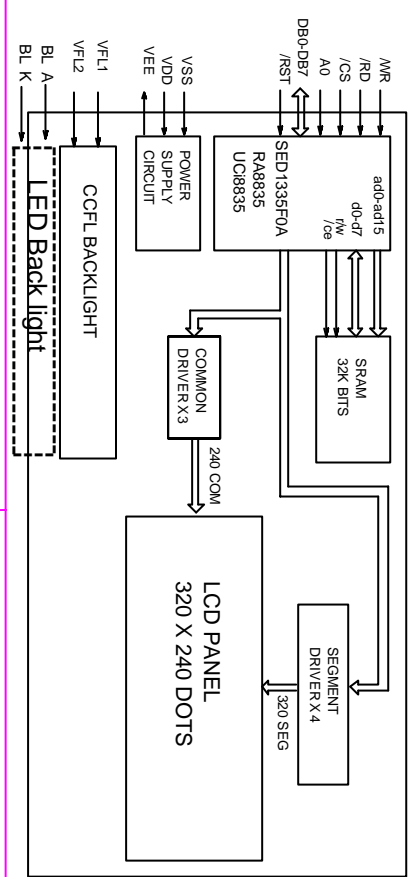 /WR
/RD
/CS
A0
DB0-DB7
/RST
ad0-ad15
d0-d7
r/w
/ce
SED1335F0A
RA8835
UCi8835
SRAM
32K BITS
SEGMENT
DRIVER X 4
320 SEG
COMMON
DRIVER X 3
240 COM
LCD PANEL
320 X 240 DOTS
VSS
VDD
VEE
POWER
SUPPLY
CIRCUIT
VFL1
VFL2
CCFL BACKLIGHT
BL A
BL K
LED Back light